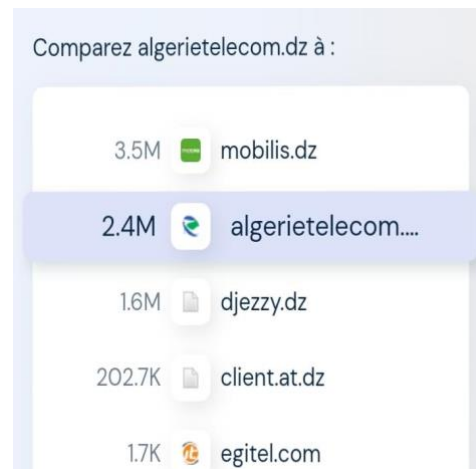 Comparez algerietelecom.dz à :
3.5M mobilis.dz
2.4M algerietelecom....
1.6M djezzy.dz
202.7K client.at.dz
1.7K egitel.com